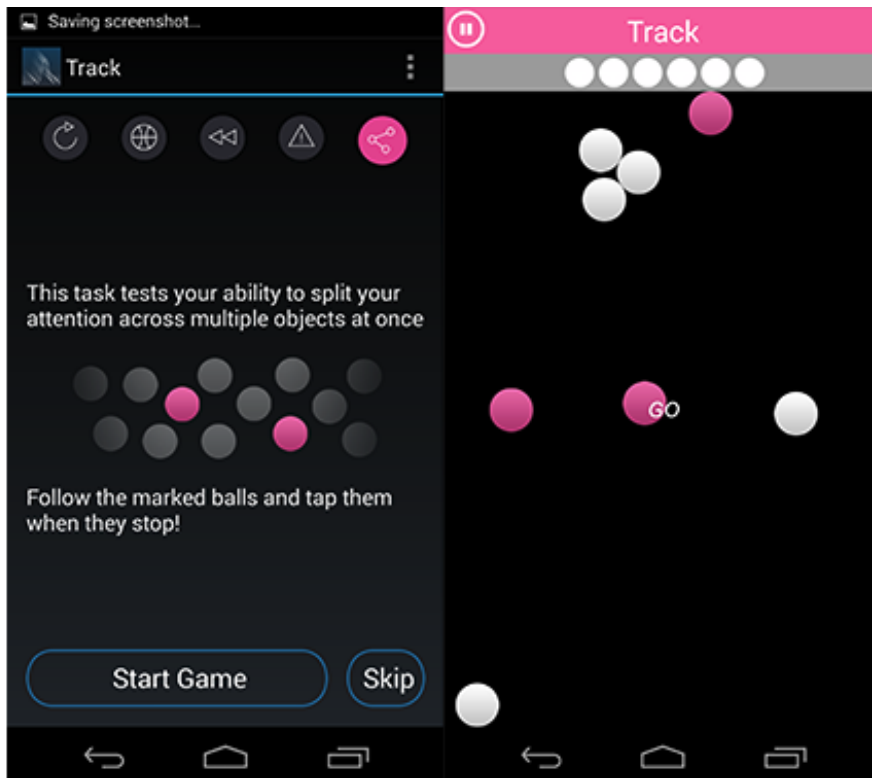 Saving screenshot...
Track
This task tests your ability to split your
attention across multiple objects at once
Follow the marked balls and tap them
when they stop!
Start Game
Skip
Track
GO